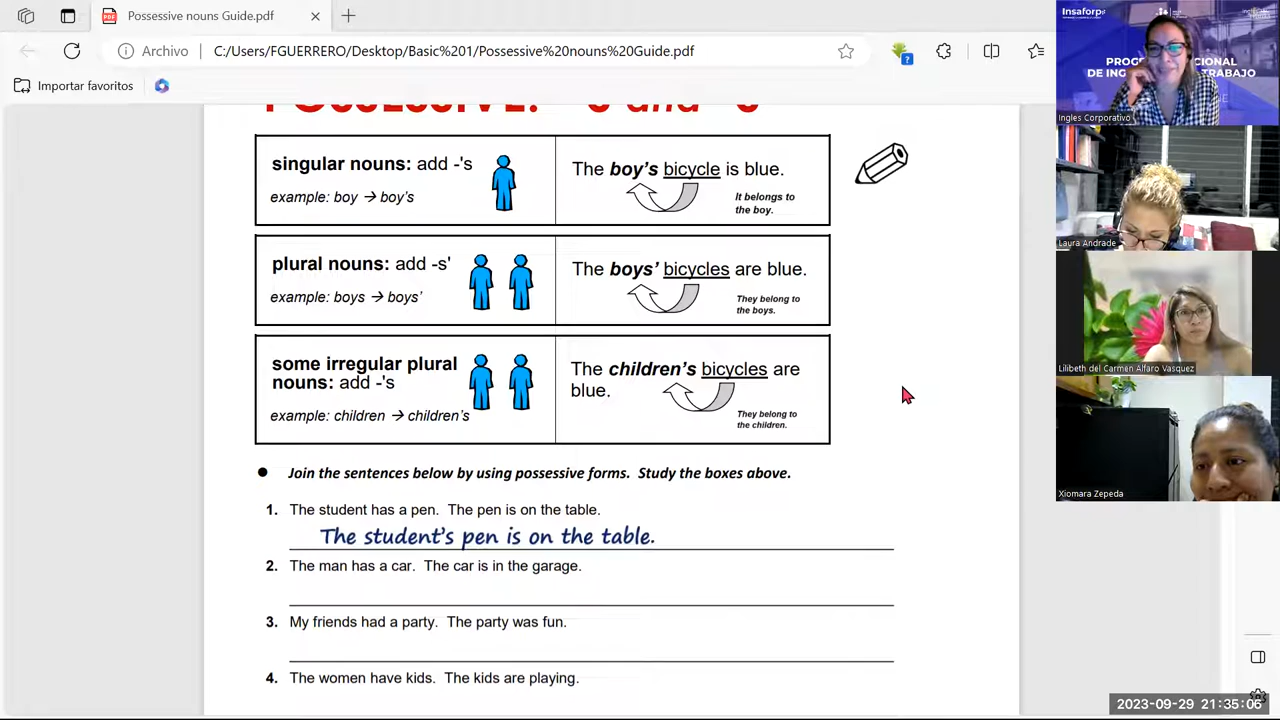 Possessive nouns Guide.pdf
Archivo
C:/Users/FGUERRERO/Desktop/Basic%201/Possessive%20nouns%20Guide.pdf
Importar favoritos
singular nouns: add -'s
example: boy → boy's
The boy's bicycle is blue.
It belongs to
the boy.
plural nouns: add -s'
example: boys → boys'
The boys' bicycles are blue.
They belong to
the boys.
some irregular plural
nouns: add -'s
example: children → children's
The children's bicycles are
blue.
They belong to
the children.
● Join the sentences below by using possessive forms. Study the boxes above.
1. The student has a pen. The pen is on the table.
The student's pen is on the table.
2. The man has a car. The car is in the garage.
3. My friends had a party. The party was fun.
4. The women have kids. The kids are playing.
Insaforp
Ingles Corporativo
Laura Andrade
Lilibeth del Carmen Alfaro Vasquez
Xiomara Zepeda
2023-09-29 21:35:06